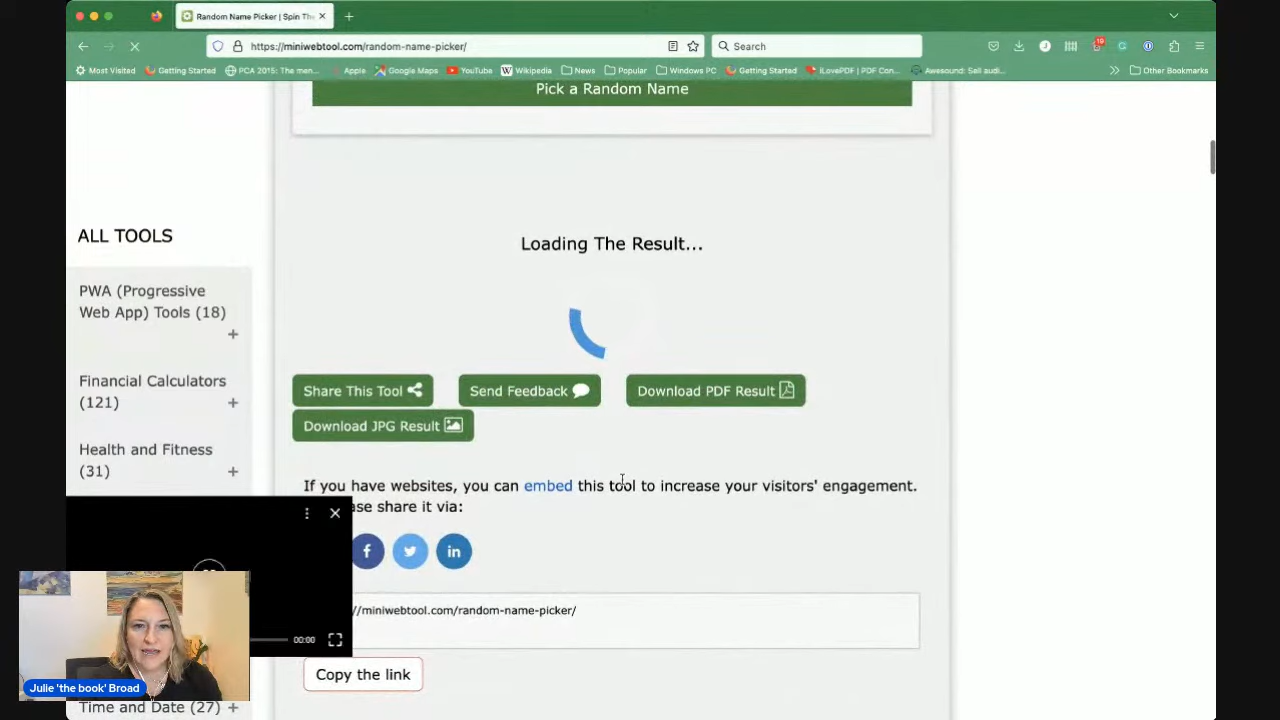 Random Name Picker | Spin The
https://miniwebtool.com/random-name-picker/
Search
Most Visited
Getting Started
PCA 2015: The men...
Apple
Google Maps
YouTube
Wikipedia
News
Popular
Windows PC
Getting Started
iLovePDF | PDF Con...
Awesound: Sell audi...
Other Bookmarks
Pick a Random Name
Loading The Result...
ALL TOOLS
PWA (Progressive
Web App) Tools (18)
+
Financial Calculators
(121)
+
Health and Fitness
(31)
+
Share This Tool
Send Feedback
Download PDF Result
Download JPG Result
If you have websites, you can embed this tool to increase your visitors' engagement.
ase share it via:
//miniwebtool.com/random-name-picker/
00:00
Copy the link
Julie 'the book' Broad
Time and Date (27)
+